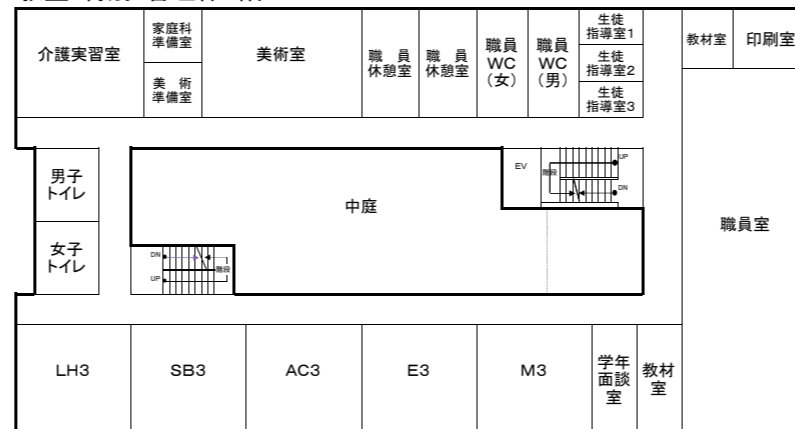 介護実習室
家庭科
準備室
美　術
準備室
美術室
職　員
休憩室
職　員
休憩室
職員
WC
（女）
職員
WC
（男）
生徒
指導室1
生徒
指導室2
生徒
指導室3
教材室
印刷室
男子
トイレ
女子
トイレ
中庭
EV
階段
UP
DN
職員室
DN
UP
階段
LH3
SB3
AC3
E3
M3
学年
面談
室
教材
室